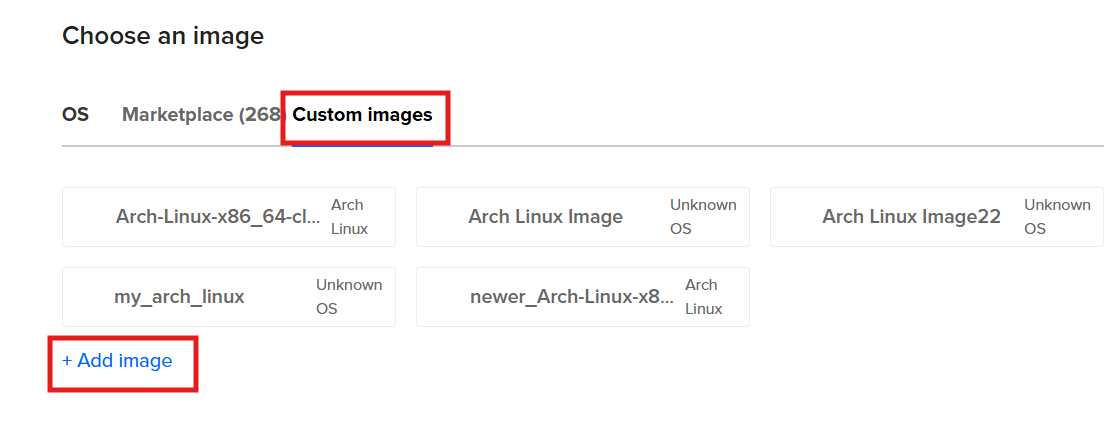 Choose an image
OS Marketplace (268) Custom images
Arch-Linux-x86_64-cl... Arch Linux
Arch Linux Image Unknown OS
Arch Linux Image22 Unknown OS
my_arch_linux Unknown OS
newer_Arch-Linux-x8... Arch Linux
+ Add image